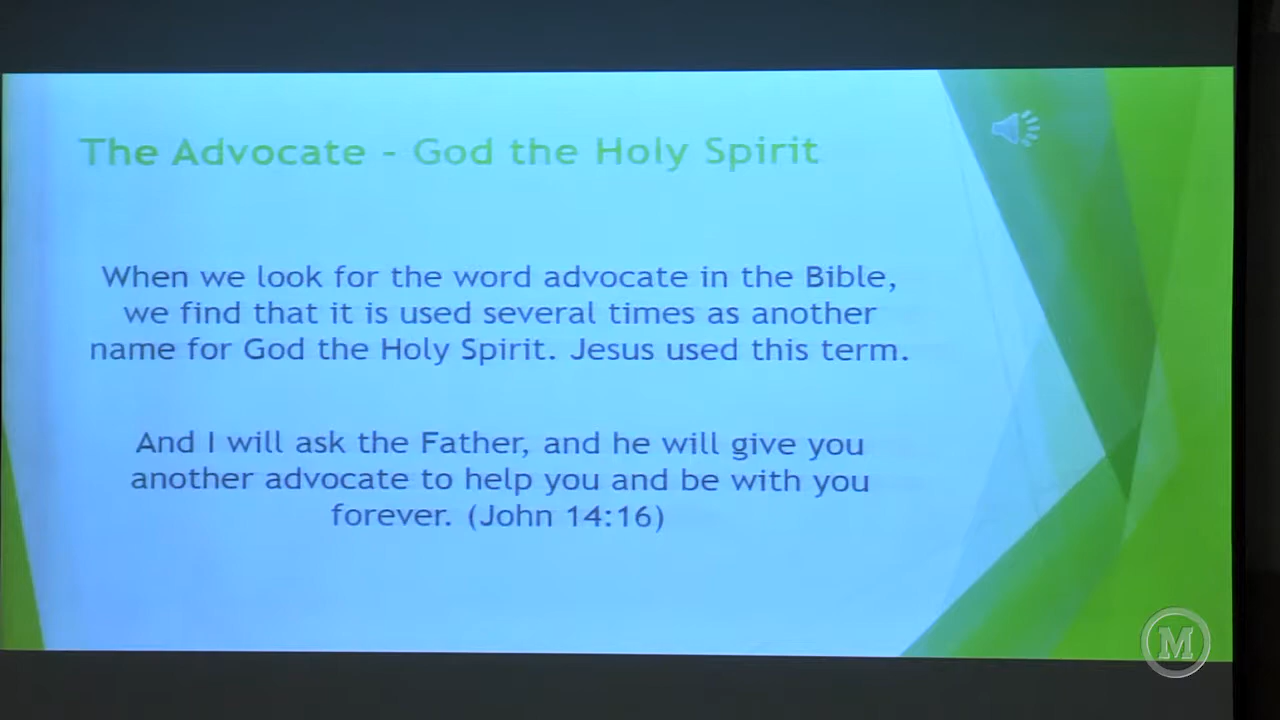 The Advocate - God the Holy Spirit
When we look for the word advocate in the Bible,
we find that it is used several times as another
name for God the Holy Spirit. Jesus used this term.
And I will ask the Father, and he will give you
another advocate to help you and be with you
forever. (John 14:16)
M